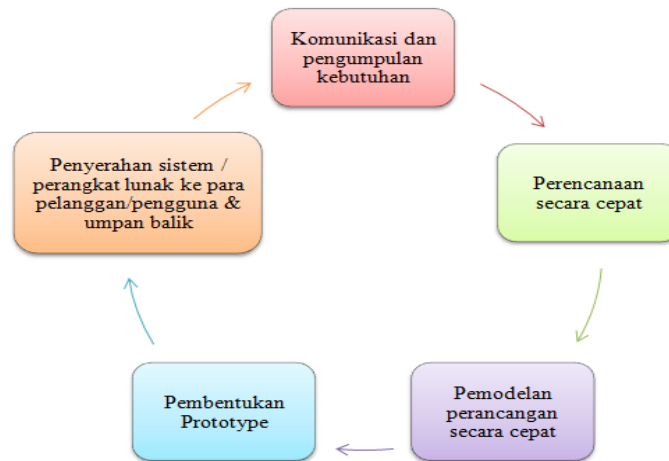 Komunikasi dan
pengumpulan
kebutuhan
Perencanaan
secara cepat
Pemodelan
perancangan
secara cepat
Pembentukan
Prototype
Penyerahan sistem /
perangkat lunak ke para
pelanggan/pengguna &
umpan balik